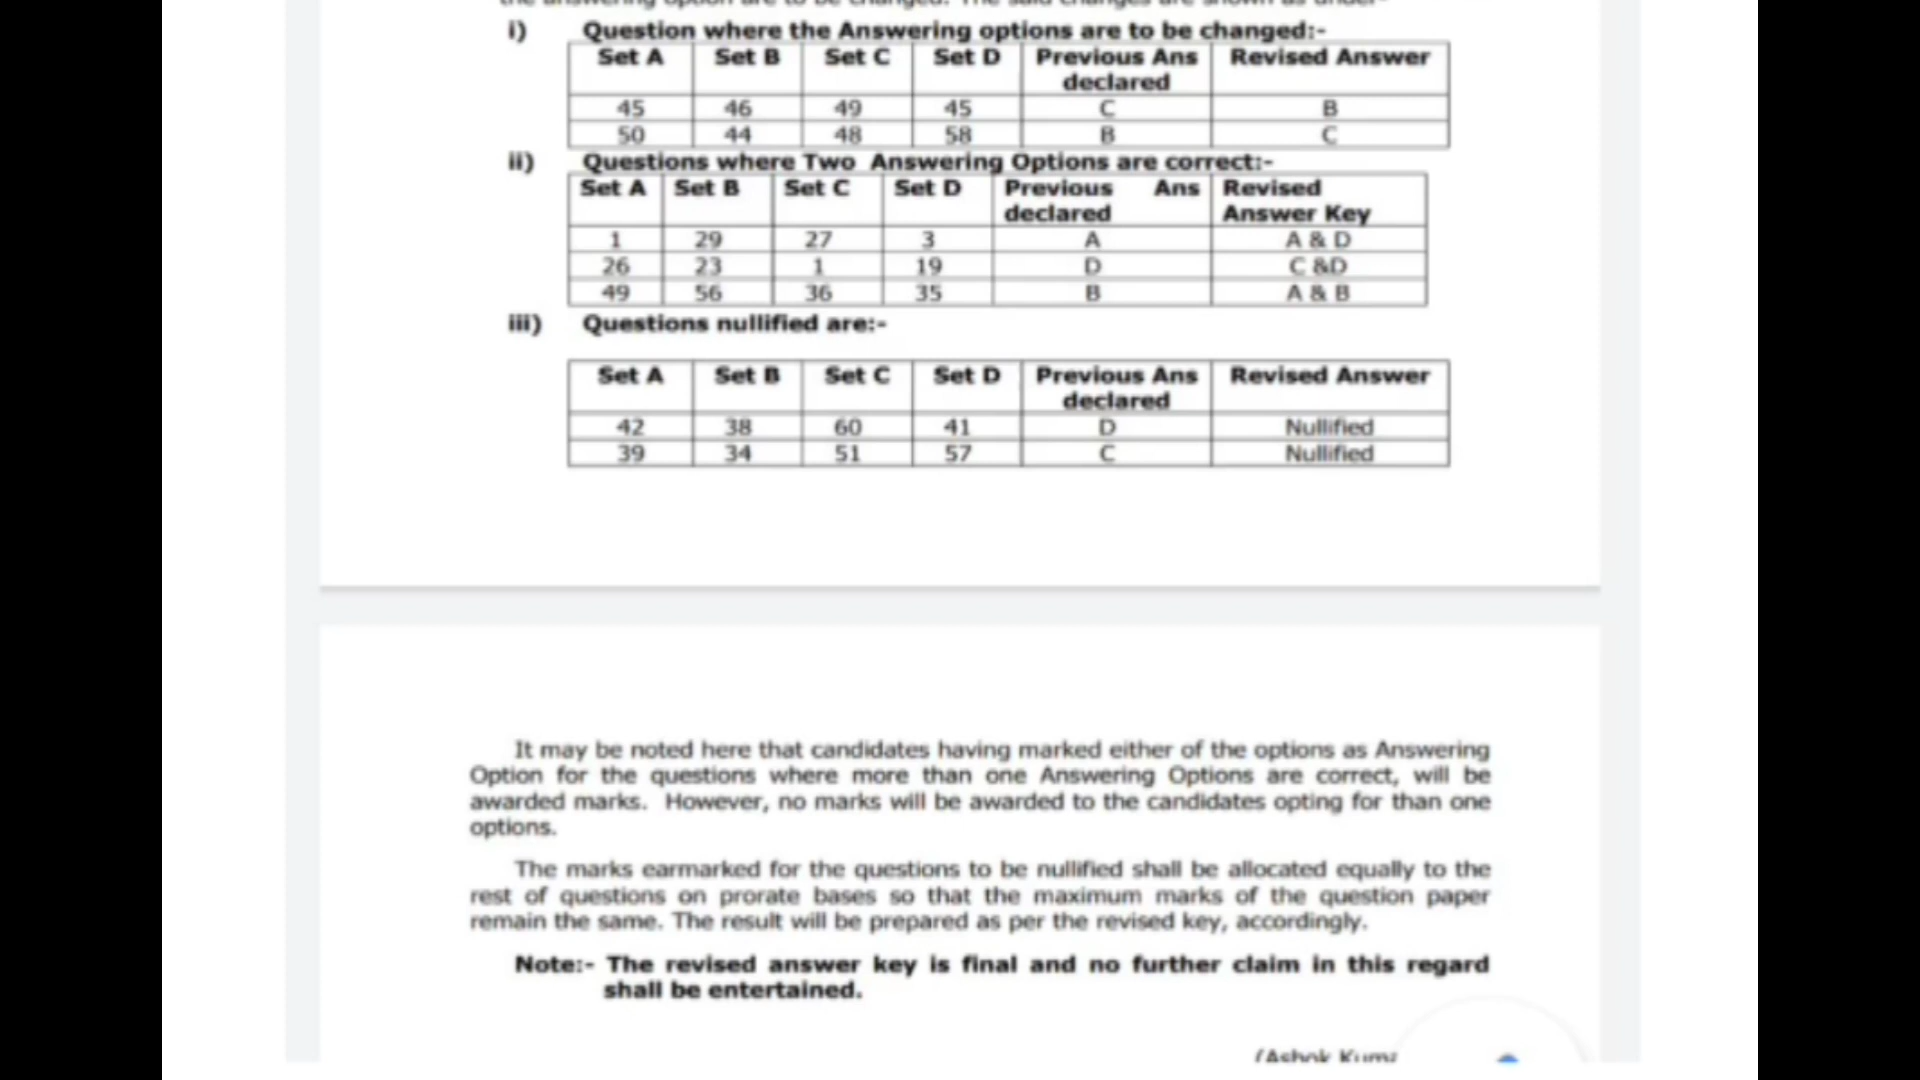 i) Question where the Answering options are to be changed:-
Set A Set B Set C Set D Previous Ans declared Revised Answer
45 46 49 45 C B
50 44 48 58 B C
ii) Questions where Two Answering Options are correct:-
Set A Set B Set C Set D Previous Ans declared Revised Answer Key
1 29 27 3 A A & D
26 23 1 19 D C &D
49 56 36 35 B A & B
iii) Questions nullified are:-
Set A Set B Set C Set D Previous Ans declared Revised Answer
42 38 60 41 D Nullified
39 34 51 57 C Nullified
It may be noted here that candidates having marked either of the options as Answering
Option for the questions where more than one Answering Options are correct, will be
awarded marks. However, no marks will be awarded to the candidates opting for than one
options.
The marks earmarked for the questions to be nullified shall be allocated equally to the
rest of questions on prorate bases so that the maximum marks of the question paper
remain the same. The result will be prepared as per the revised key, accordingly.
Note:- The revised answer key is final and no further claim in this regard
shall be entertained.
(Ashok